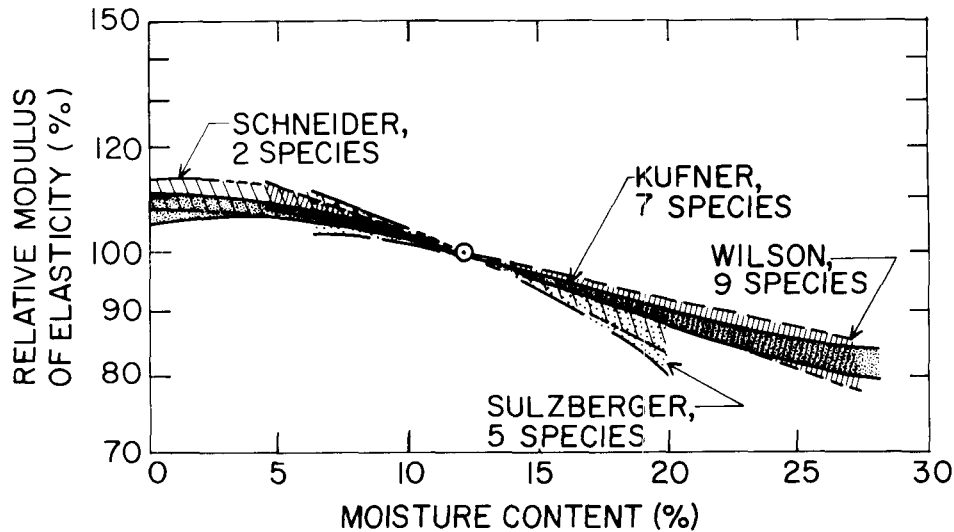 150
120
100
90
80
70
RELATIVE MODULUS
OF ELASTICITY (%)
SCHNEIDER,
2 SPECIES
KUFNER,
7 SPECIES
WILSON,
9 SPECIES
SULZBERGER,
5 SPECIES
0 5 10 15 20 25 30
MOISTURE CONTENT (%)